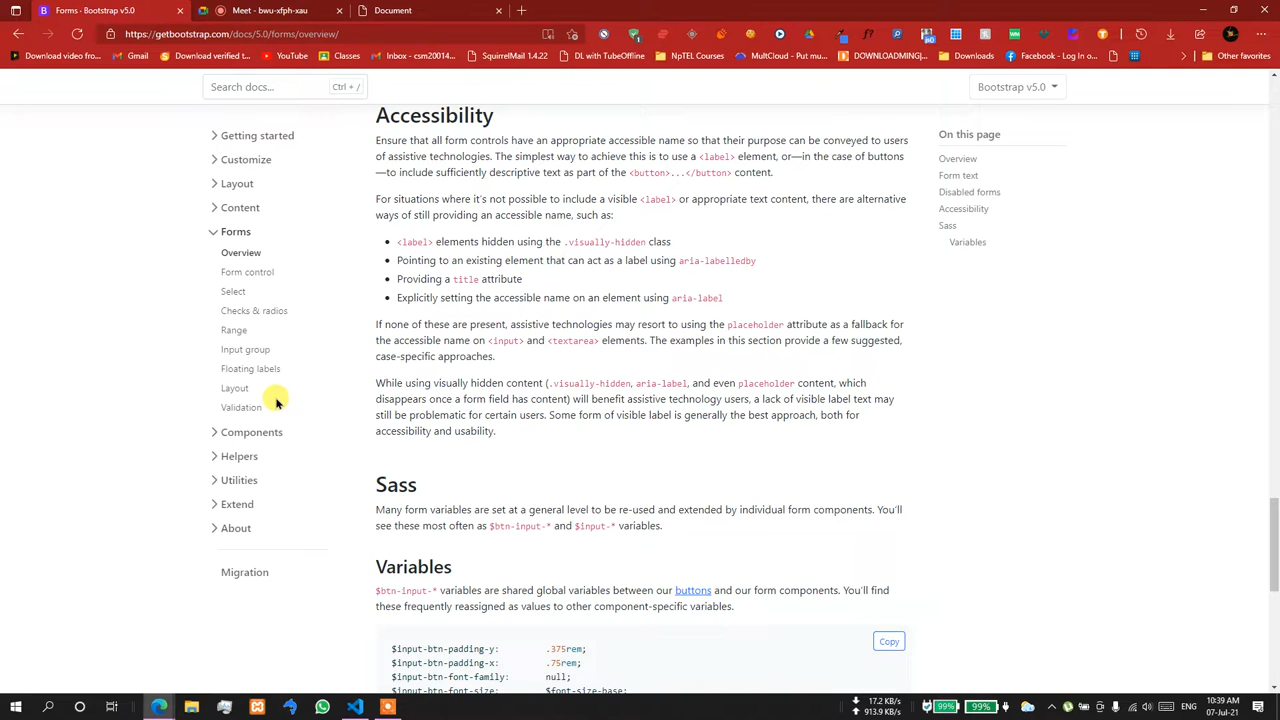 Forms · Bootstrap v5.0
Meet - bwu-xfph-xau
Document
https://getbootstrap.com/docs/5.0/forms/overview/
Download video fro...
Gmail
Download verified t...
YouTube
Classes
Inbox - csm2001...
SquirrelMail 1.4.22
DL with TubeOffline
NpTEL Courses
MultCloud - Put mu...
DOWNLOADMING|...
Facebook - Log In o...
Downloads
Other favorites
Search docs...
Ctrl + /
Bootstrap v5.0
Getting started
Customize
Layout
Content
Forms
Overview
Form control
Select
Checks & radios
Range
Input group
Floating labels
Layout
Validation
Components
Helpers
Utilities
Extend
About
Migration
Accessibility
Ensure that all form controls have an appropriate accessible name so that their purpose can be conveyed to users
of assistive technologies. The simplest way to achieve this is to use a <label> element, or—in the case of buttons
—to include sufficiently descriptive text as part of the <button>...</button> content.
For situations where it's not possible to include a visible <label> or appropriate text content, there are alternative
ways of still providing an accessible name, such as:
• <label> elements hidden using the .visually-hidden class
• Pointing to an existing element that can act as a label using aria-labelledby
• Providing a title attribute
• Explicitly setting the accessible name on an element using aria-label
If none of these are present, assistive technologies may resort to using the placeholder attribute as a fallback for
the accessible name on <input> and <textarea> elements. The examples in this section provide a few suggested,
case-specific approaches.
While using visually hidden content (.visually-hidden, aria-label, and even placeholder content, which
disappears once a form field has content) will benefit assistive technology users, a lack of visible label text may
still be problematic for certain users. Some form of visible label is generally the best approach, both for
accessibility and usability.
Sass
Many form variables are set at a general level to be re-used and extended by individual form components. You'll
see these most often as $btn-input-* and $input-* variables.
Variables
$btn-input-* variables are shared global variables between our buttons and our form components. You'll find
these frequently reassigned as values to other component-specific variables.
Copy
$input-btn-padding-y: .375rem;
$input-btn-padding-x: .75rem;
$input-btn-font-family: null;
$input-btn-font-size: $font-size-base;
On this page
Overview
Form text
Disabled forms
Accessibility
Sass
Variables
17.2 KB/s
913.9 KB/s
99%
99%
ENG
10:39 AM
07-Jul-21